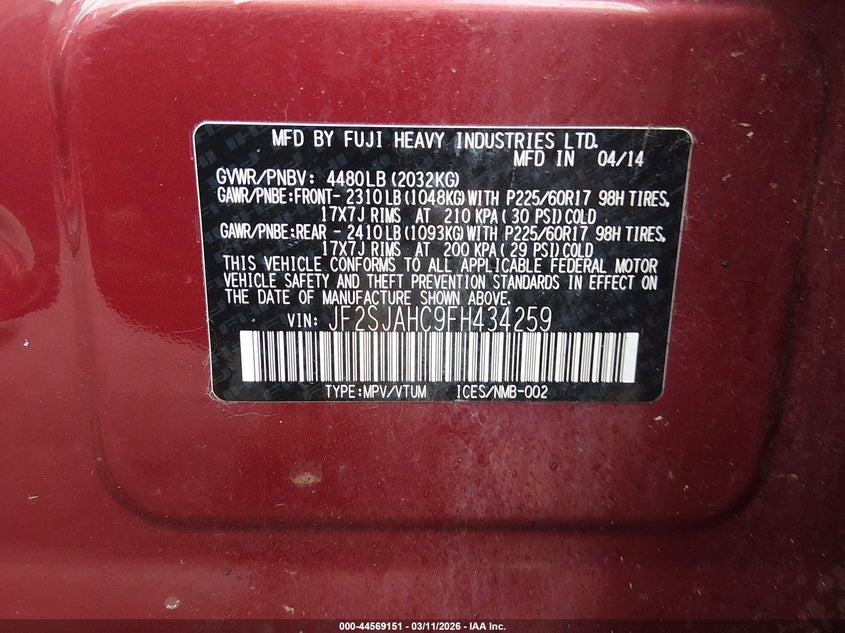 MFD BY FUJI HEAVY INDUSTRIES LTD.
MFD IN 04/14
GVWR/PNBV: 4480LB (2032KG)
GAWR/PNBE:FRONT- 2310LB (1048KG) WITH P225/60R17 98H TIRES,
17X7J RIMS AT 210 KPA ( 30 PSI) COLD
GAWR/PNBE:REAR - 2410LB (1093KG) WITH P225/60R17 98H TIRES,
17X7J RIMS AT 200 KPA ( 29 PSI) COLD
THIS VEHICLE CONFORMS TO ALL APPLICABLE FEDERAL MOTOR
VEHICLE SAFETY AND THEFT PREVENTION STANDARDS IN EFFECT ON
THE DATE OF MANUFACTURE SHOWN ABOVE.
VIN: JF2SJAHC9FH434259
TYPE:MPV/VTUM ICES/NMB-002
000-44569151 - 03/11/2026 - IAA Inc.